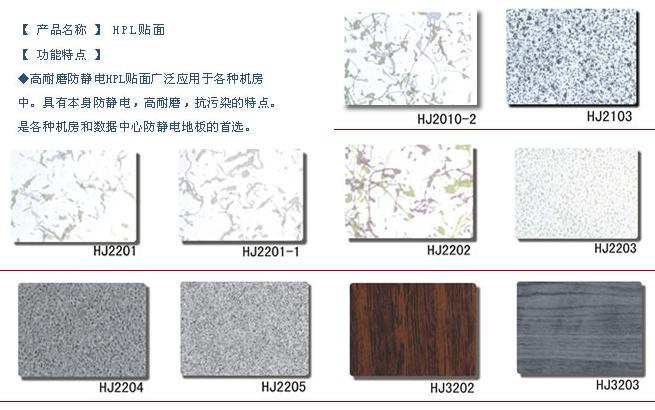 【 产品名称 】 HPL贴面
【 功能特点 】
◆高耐磨防静电HPL贴面广泛应用于各种机房
中。具有本身防静电，高耐磨，抗污染的特点。
是各种机房和数据中心防静电地板的首选。
HJ2010-2
HJ2103
HJ2201
HJ2201-1
HJ2202
HJ2203
HJ2204
HJ2205
HJ3202
HJ3203